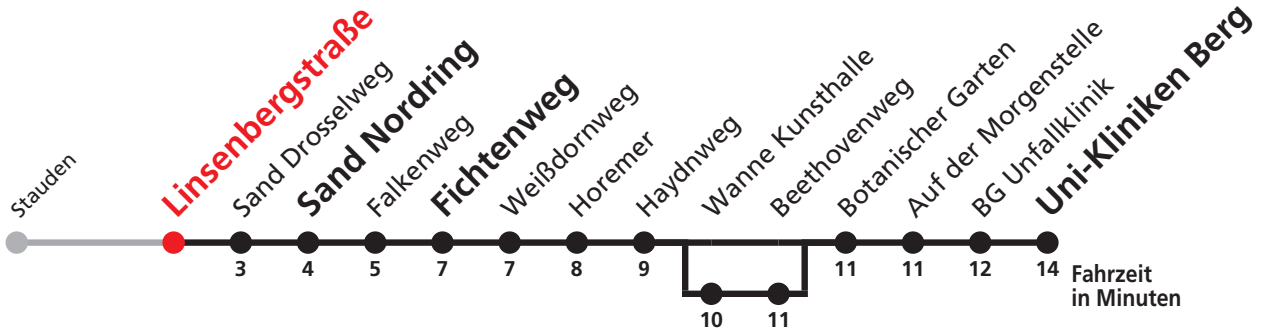 Stauden
Linsenbergstraße
Sand Drosselweg
Sand Nordring
Falkenweg
Fichtenweg
Weißdornweg
Horemer
Haydnweg
Wanne Kunsthalle
Beethovenweg
Botanischer Garten
Auf der Morgenstelle
BG Unfallklinik
Uni-Kliniken Berg
3 4 5 7 7 8 9 11 11 12 14
10 11
Fahrzeit
in Minuten